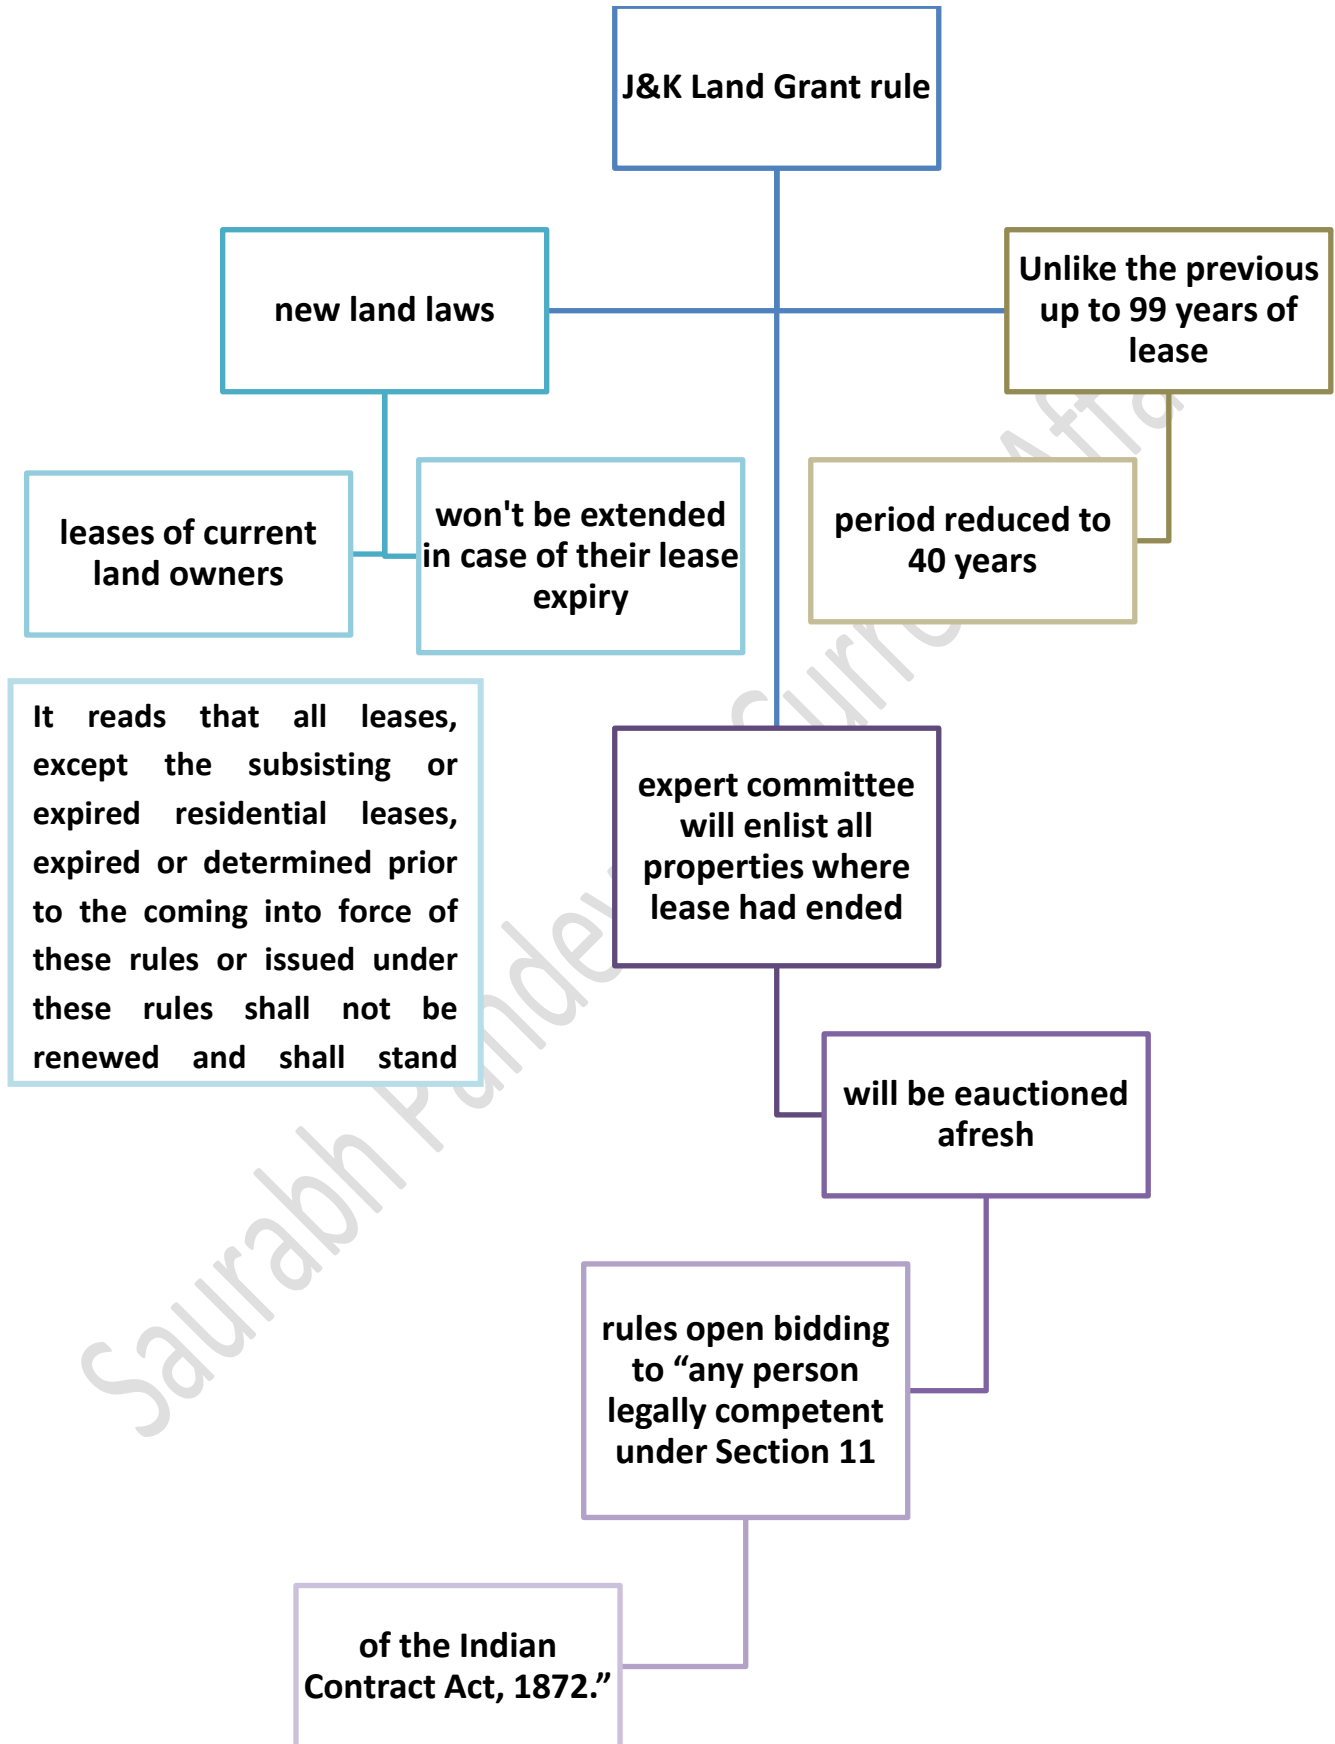 J&K Land Grant rule
new land laws
Unlike the previous
up to 99 years of
lease
leases of current
land owners
won't be extended
in case of their lease
expiry
period reduced to
40 years
It reads that all leases,
except the subsisting or
expired residential leases,
expired or determined prior
to the coming into force of
these rules or issued under
these rules shall not be
renewed and shall stand
expert committee
will enlist all
properties where
lease had ended
will be eauctioned
afresh
rules open bidding
to “any person
legally competent
under Section 11
of the Indian
Contract Act, 1872.”
Saurabh Pandey